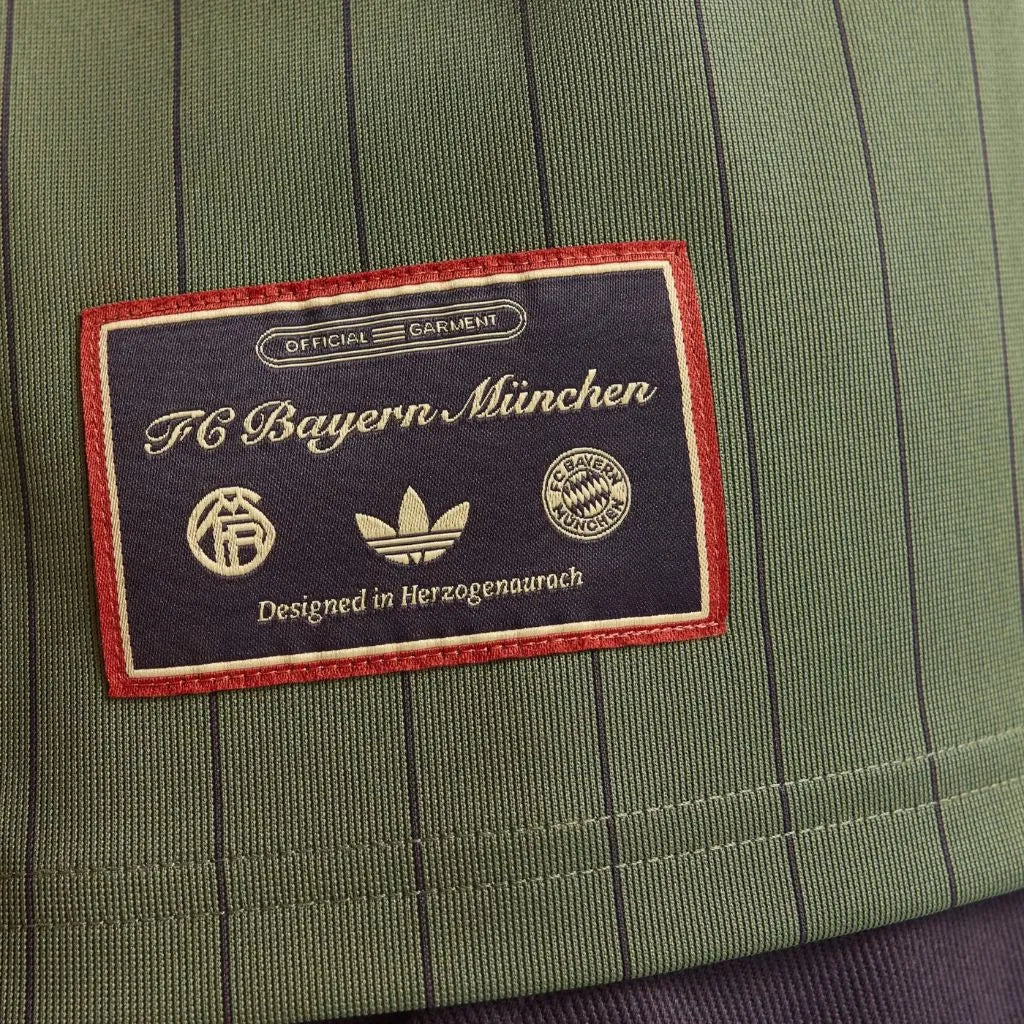 OFFICIAL GARMENT
FC Bayern München
FC BAYERN
MÜNCHEN
Designed in Herzogenaurach